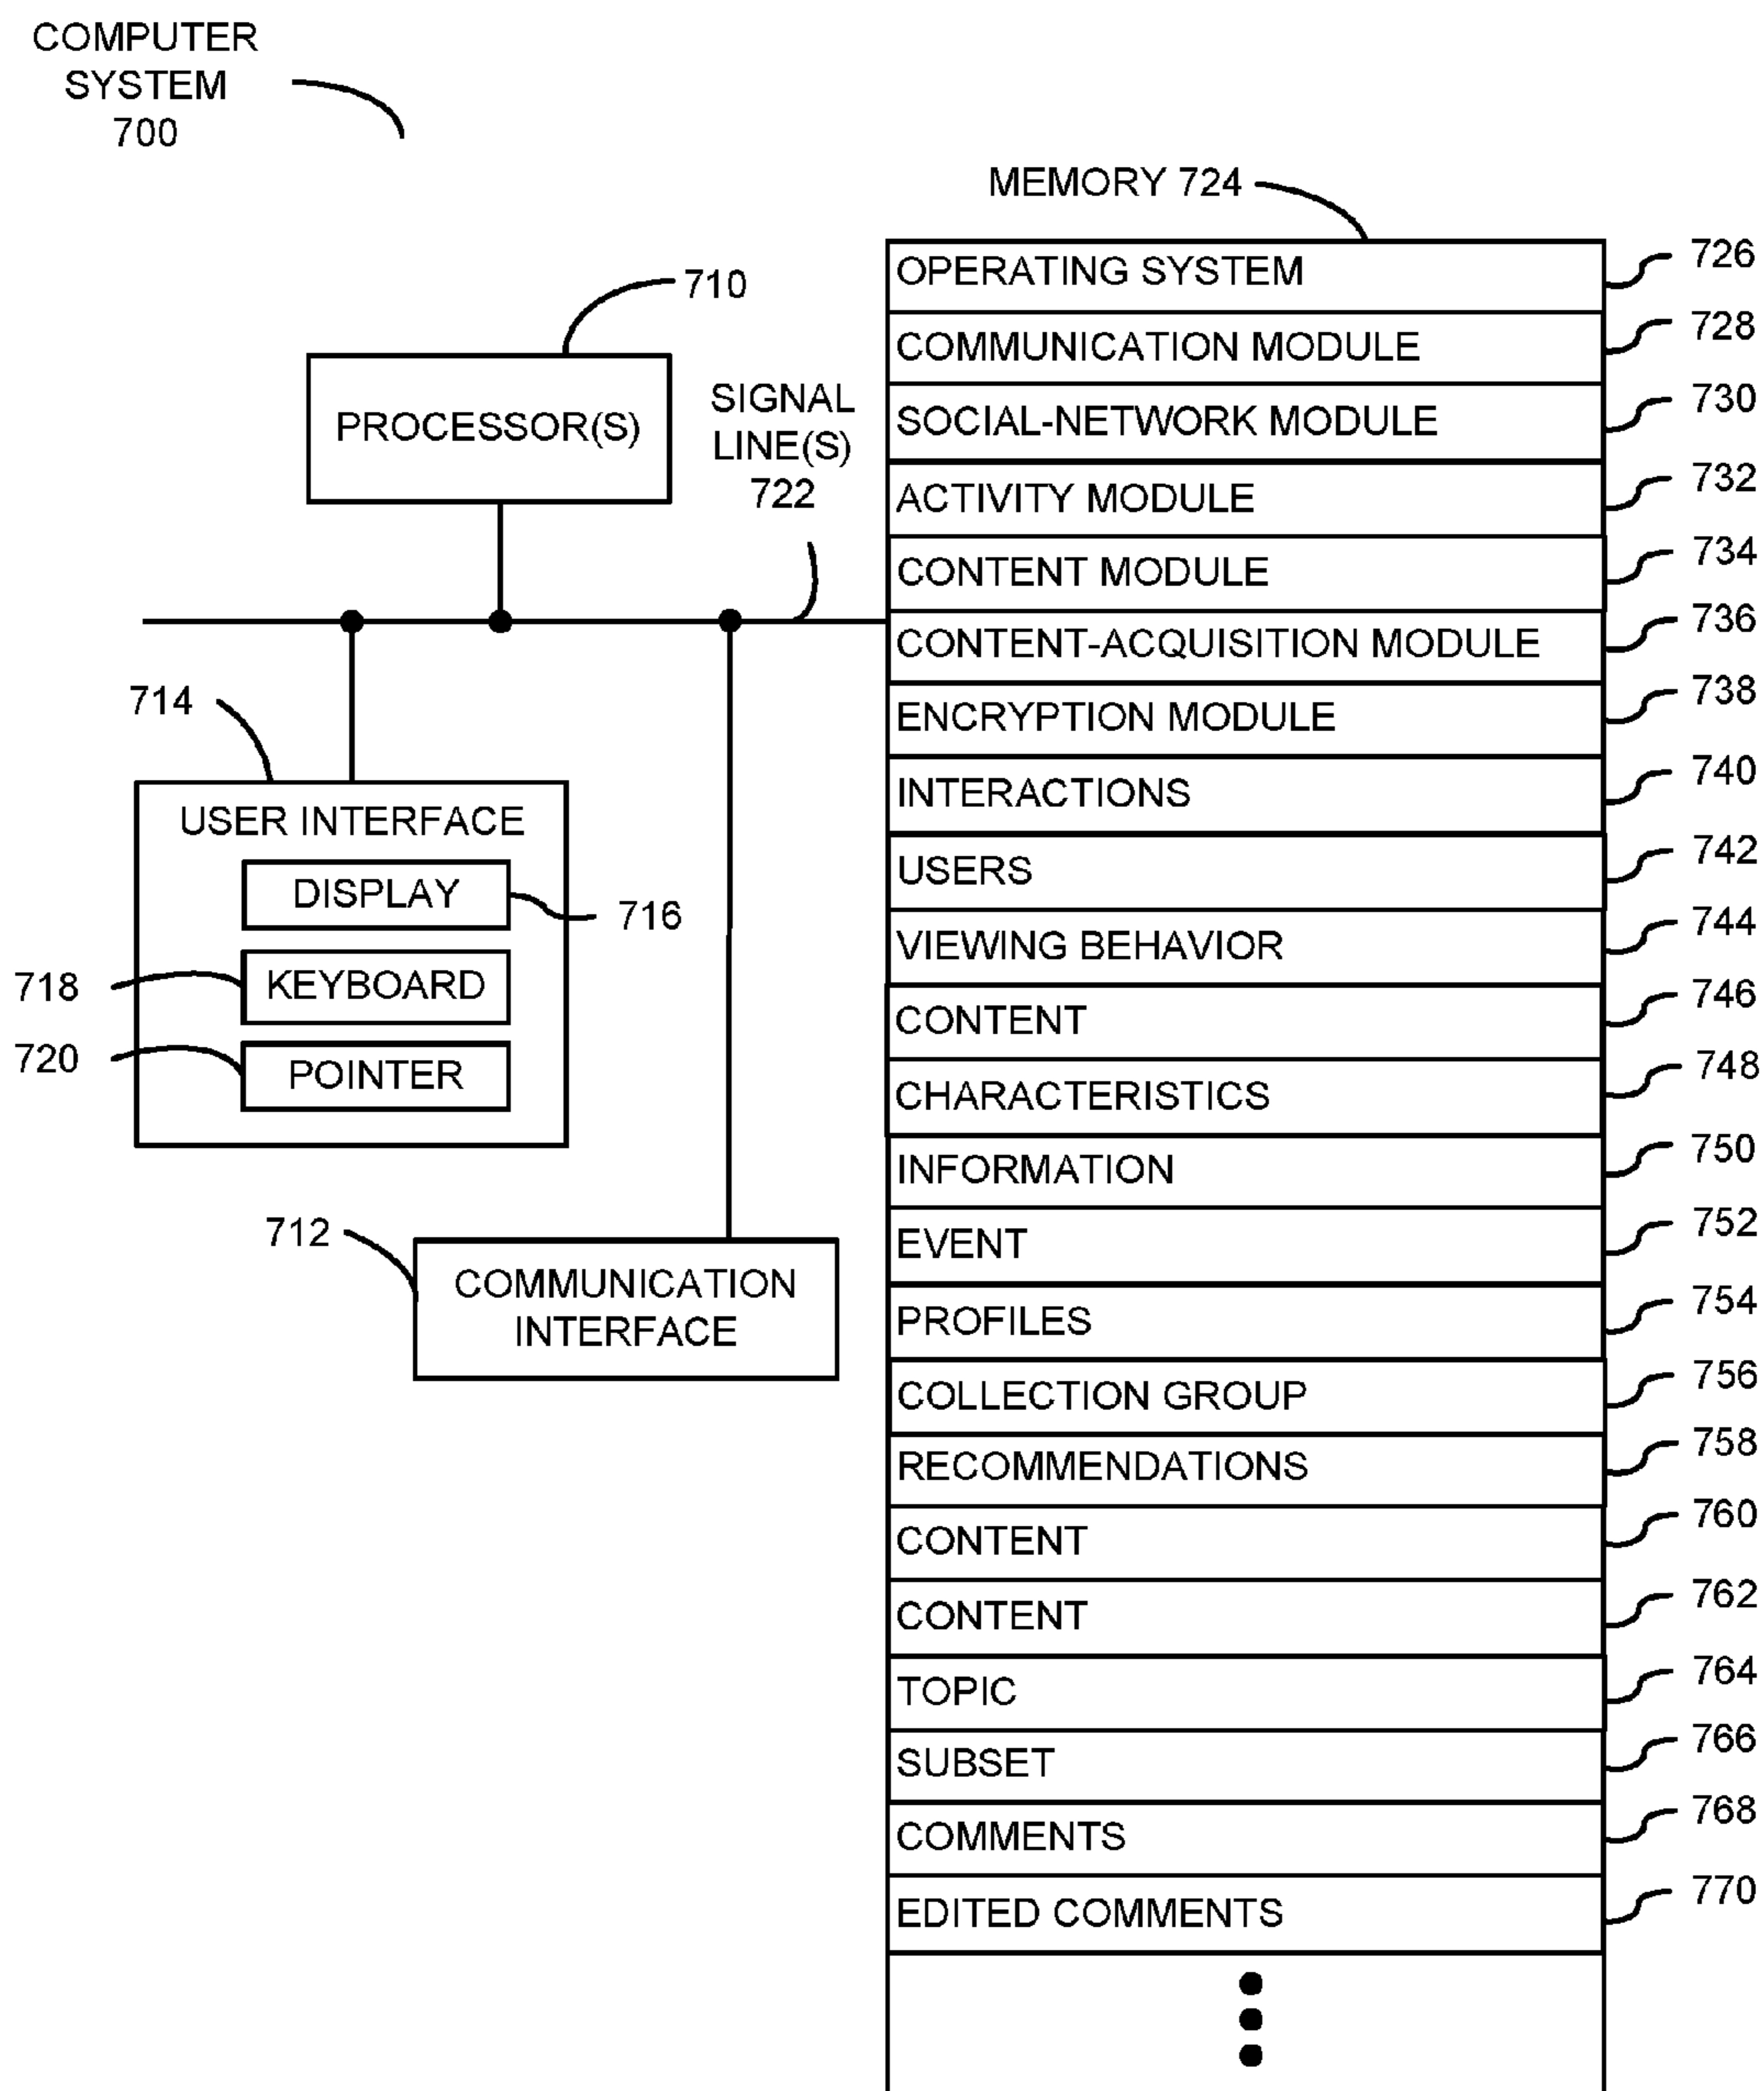 COMPUTER
SYSTEM
700
MEMORY 724
710
PROCESSOR(S)
SIGNAL
LINE(S)
722
714
USER INTERFACE
DISPLAY
716
718
KEYBOARD
720
POINTER
712
COMMUNICATION
INTERFACE
OPERATING SYSTEM 726
COMMUNICATION MODULE 728
SOCIAL-NETWORK MODULE 730
ACTIVITY MODULE 732
CONTENT MODULE 734
CONTENT-ACQUISITION MODULE 736
ENCRYPTION MODULE 738
INTERACTIONS 740
USERS 742
VIEWING BEHAVIOR 744
CONTENT 746
CHARACTERISTICS 748
INFORMATION 750
EVENT 752
PROFILES 754
COLLECTION GROUP 756
RECOMMENDATIONS 758
CONTENT 760
CONTENT 762
TOPIC 764
SUBSET 766
COMMENTS 768
EDITED COMMENTS 770